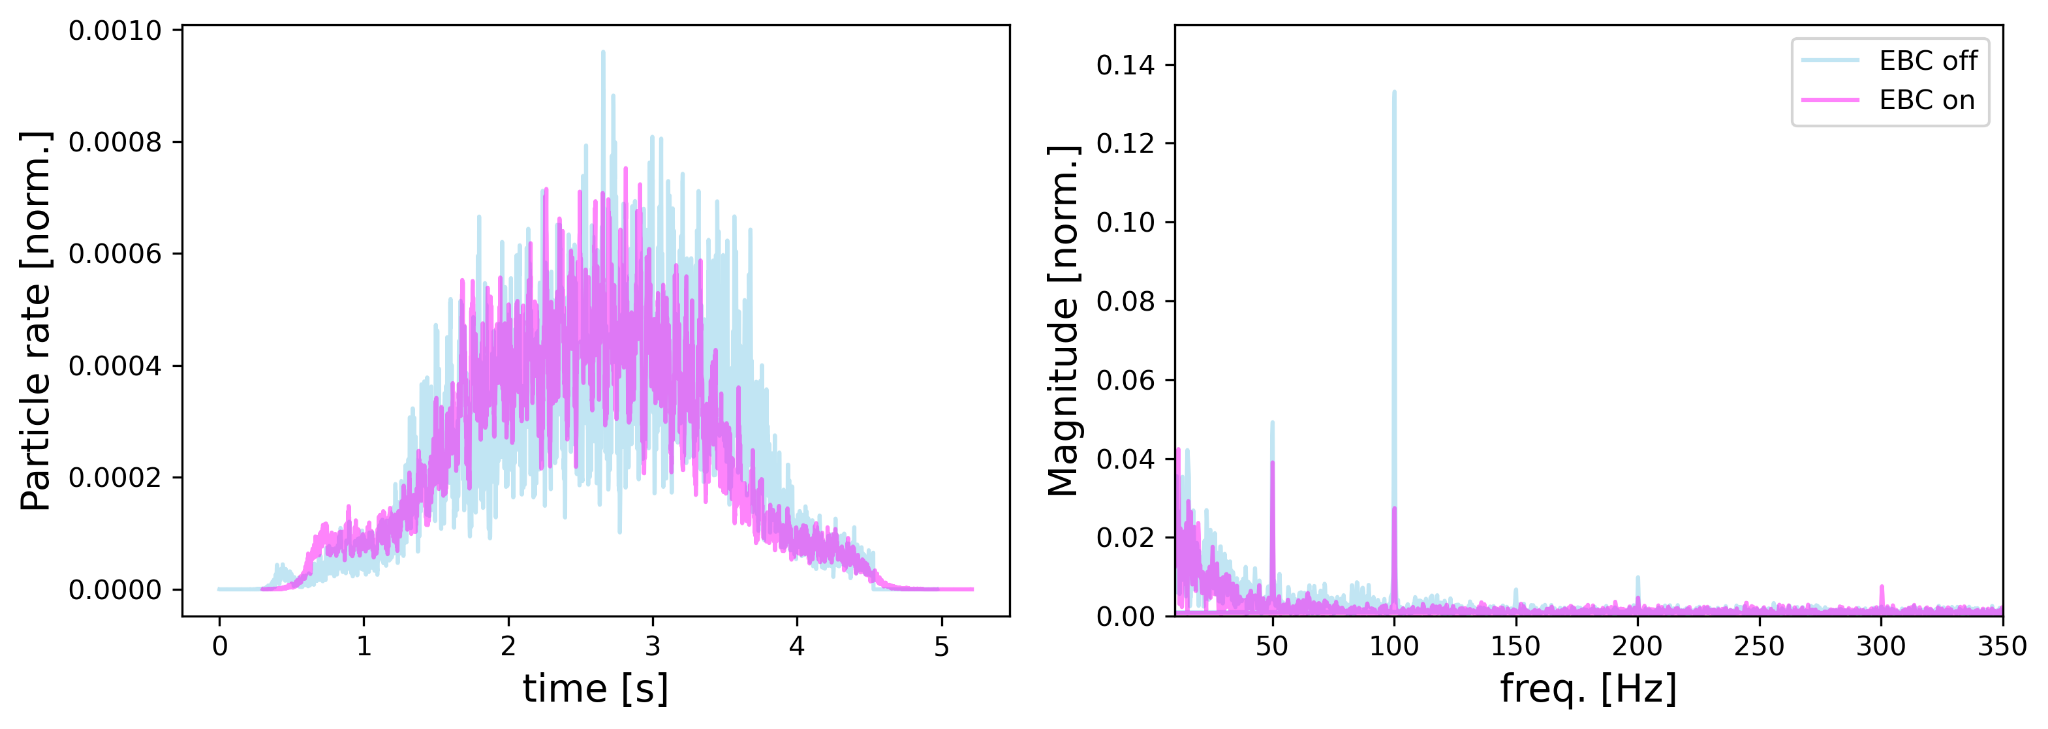 0.0010
0.0008
0.0006
0.0004
0.0002
0.0000
Particle rate [norm.]
0 1 2 3 4 5
time [s]
0.14
0.12
0.10
0.08
0.06
0.04
0.02
0.00
Magnitude [norm.]
EBC off
EBC on
50 100 150 200 250 300 350
freq. [Hz]